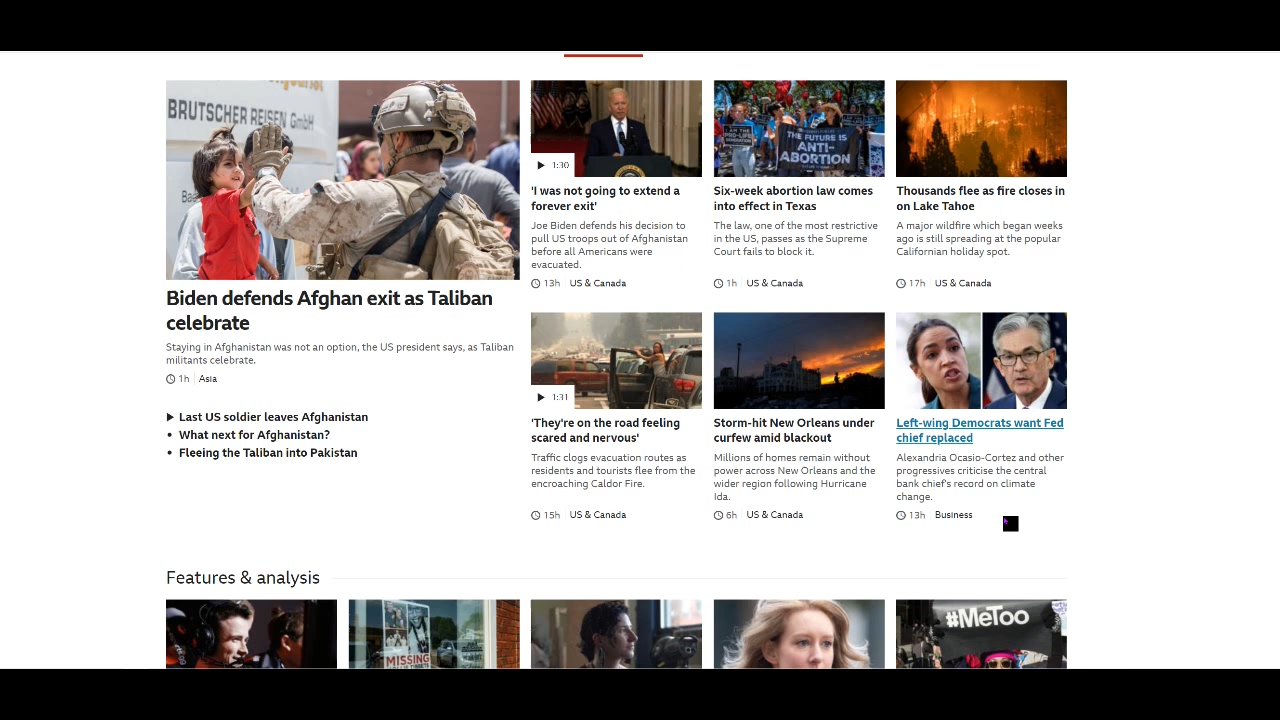 BRUTSCHER REISEN GmbH
Biden defends Afghan exit as Taliban
celebrate
Staying in Afghanistan was not an option, the US president says, as Taliban
militants celebrate.
1h Asia
Last US soldier leaves Afghanistan
• What next for Afghanistan?
• Fleeing the Taliban into Pakistan
1:30
'I was not going to extend a
forever exit'
Joe Biden defends his decision to
pull US troops out of Afghanistan
before all Americans were
evacuated.
13h US & Canada
I AM THE
PRO-LIFE
GENERATION
THE FUTURE IS
ANTI-
ABORTION
Six-week abortion law comes
into effect in Texas
The law, one of the most restrictive
in the US, passes as the Supreme
Court fails to block it.
1h US & Canada
Thousands flee as fire closes in
on Lake Tahoe
A major wildfire which began weeks
ago is still spreading at the popular
Californian holiday spot.
17h US & Canada
1:31
'They're on the road feeling
scared and nervous'
Traffic clogs evacuation routes as
residents and tourists flee from the
encroaching Caldor Fire.
15h US & Canada
Storm-hit New Orleans under
curfew amid blackout
Millions of homes remain without
power across New Orleans and the
wider region following Hurricane
Ida.
6h US & Canada
Left-wing Democrats want Fed
chief replaced
Alexandria Ocasio-Cortez and other
progressives criticise the central
bank chief's record on climate
change.
13h Business
Features & analysis
MISSING
#MeToo